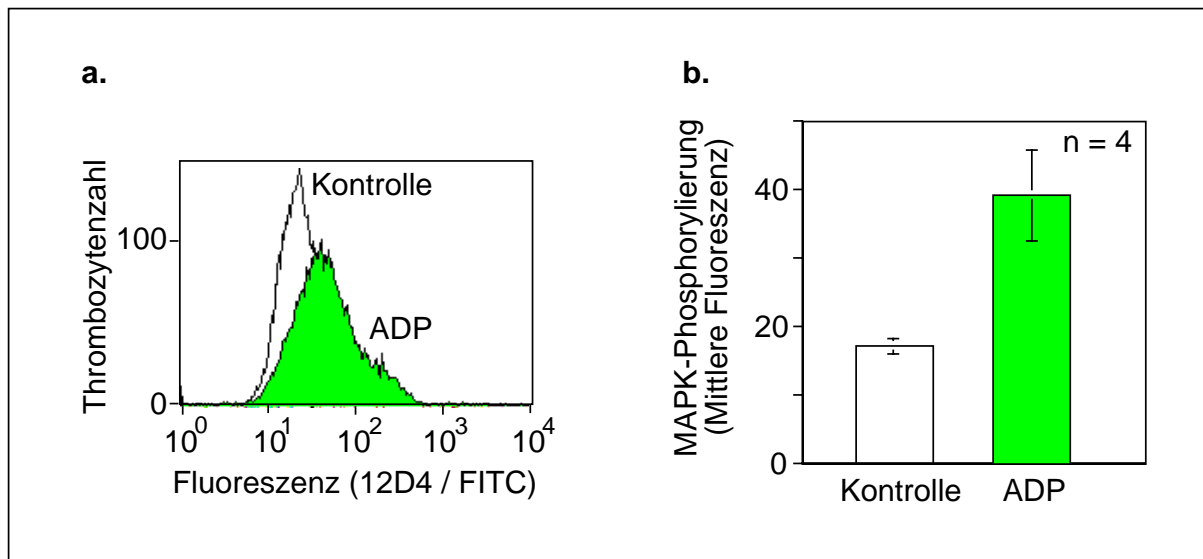 a.
Thrombozytenzahl
100
0
Kontrolle
ADP
10^0 10^1 10^2 10^3 10^4
Fluoreszenz (12D4 / FITC)
b.
MAPK-Phosphorylierung
(Mittlere Fluoreszenz)
40
20
0
n = 4
Kontrolle ADP